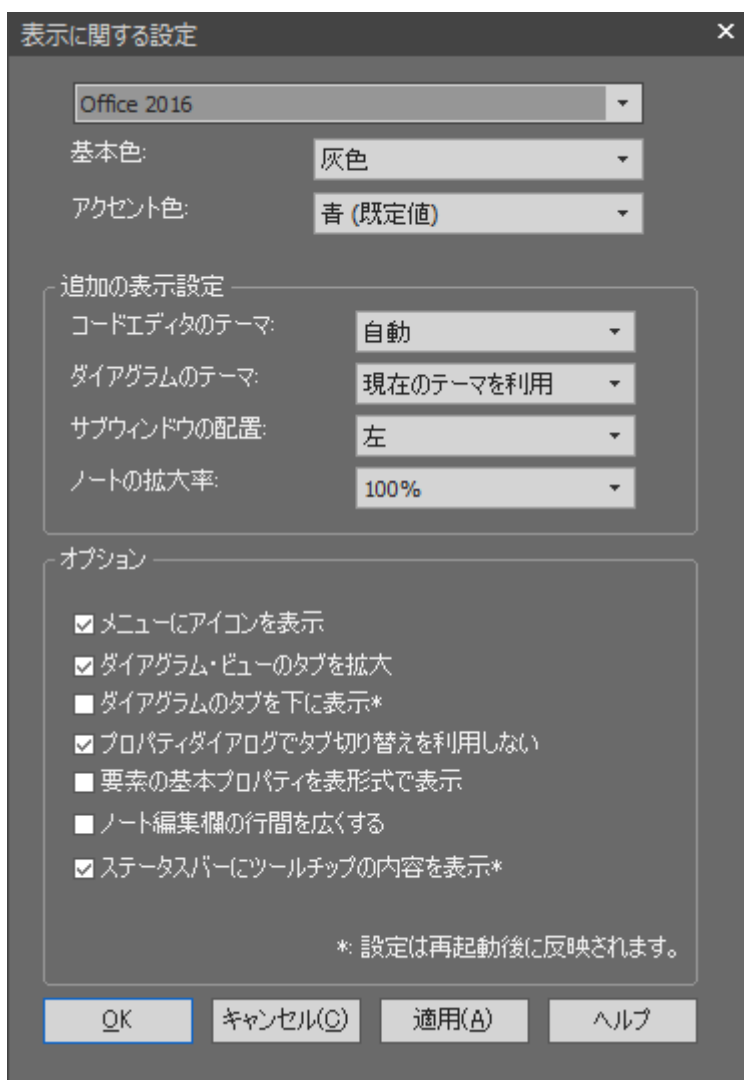 表示に関する設定
Office 2016
基本色: 灰色
アクセント色: 青 (既定値)
追加の表示設定
コードエディタのテーマ: 自動
ダイアグラムのテーマ: 現在のテーマを利用
サブウィンドウの配置: 左
ノートの拡大率: 100%
オプション
メニューにアイコンを表示
ダイアグラム・ビューのタブを拡大
ダイアグラムのタブを下に表示*
プロパティダイアログでタブ切り替えを利用しない
要素の基本プロパティを表形式で表示
ノート編集欄の行間を広くする
ステータスバーにツールチップの内容を表示*
*: 設定は再起動後に反映されます。
OK キャンセル(C) 適用(A) ヘルプ